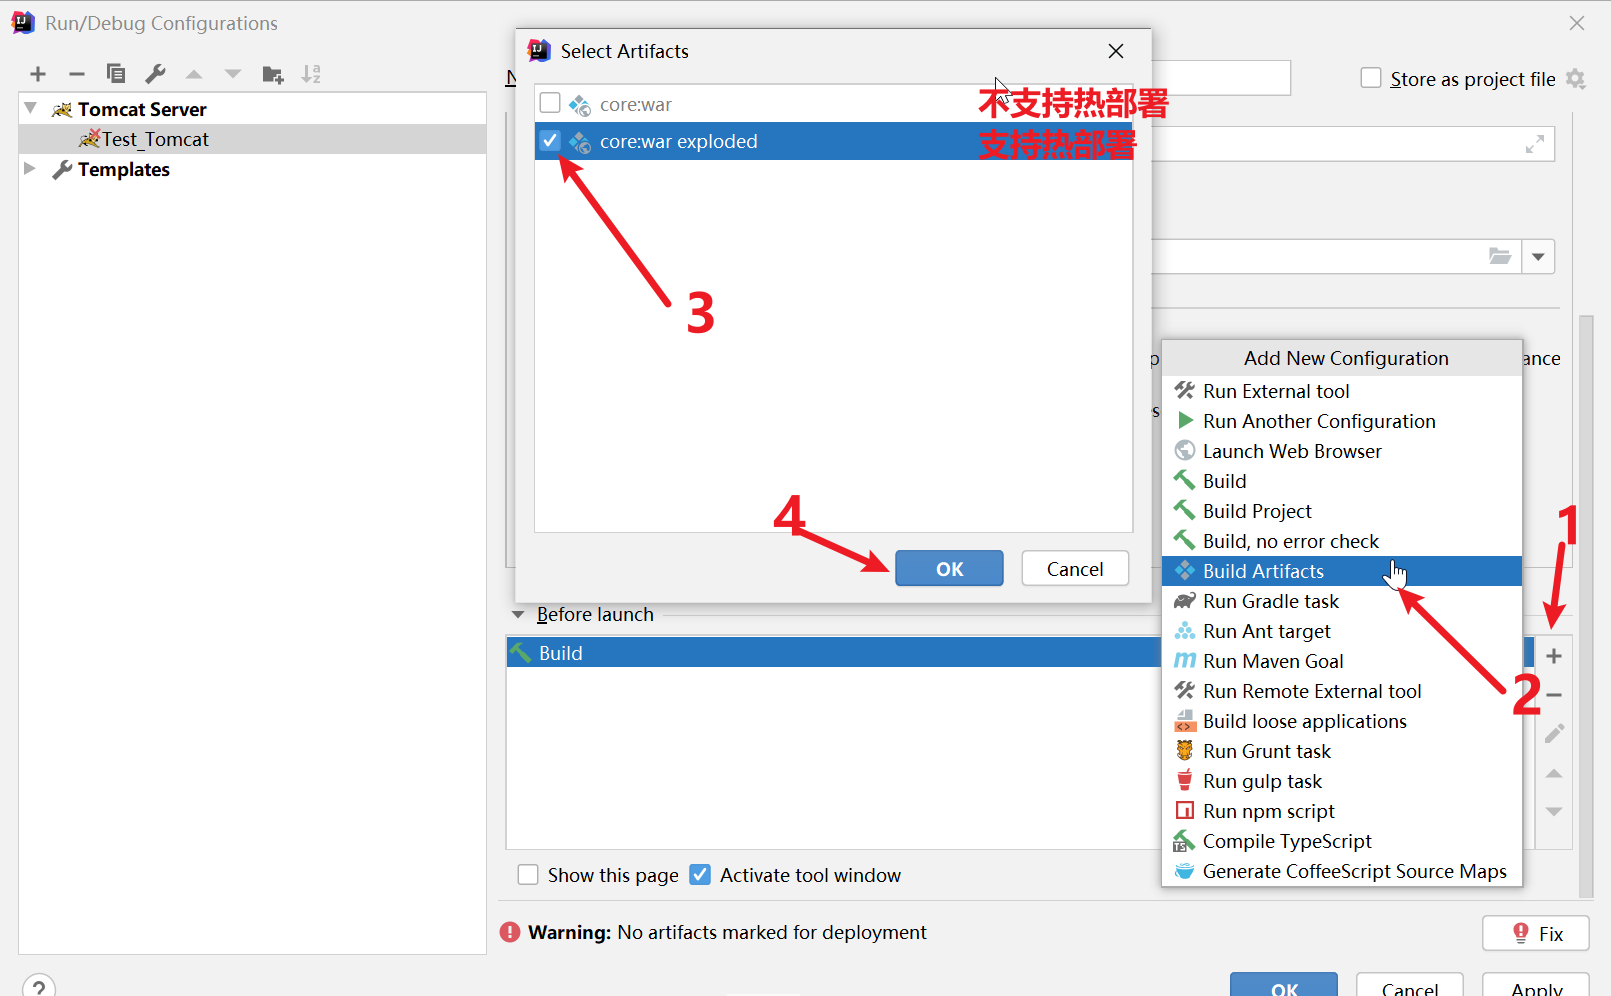 Run/Debug Configurations
Tomcat Server
Test_Tomcat
Templates
Select Artifacts
core:war
不支持热部署
core:war exploded
支持热部署
3
4
OK
Cancel
N
Store as project file
p
ance
es
Add New Configuration
Run External tool
Run Another Configuration
Launch Web Browser
Build
Build Project
Build, no error check
Build Artifacts
Run Gradle task
Run Ant target
Run Maven Goal
Run Remote External tool
Build loose applications
Run Grunt task
Run gulp task
Run npm script
Compile TypeScript
Generate CoffeeScript Source Maps
1
2
Before launch
Build
Show this page
Activate tool window
Warning: No artifacts marked for deployment
Fix
?
OK
Cancel
Apply